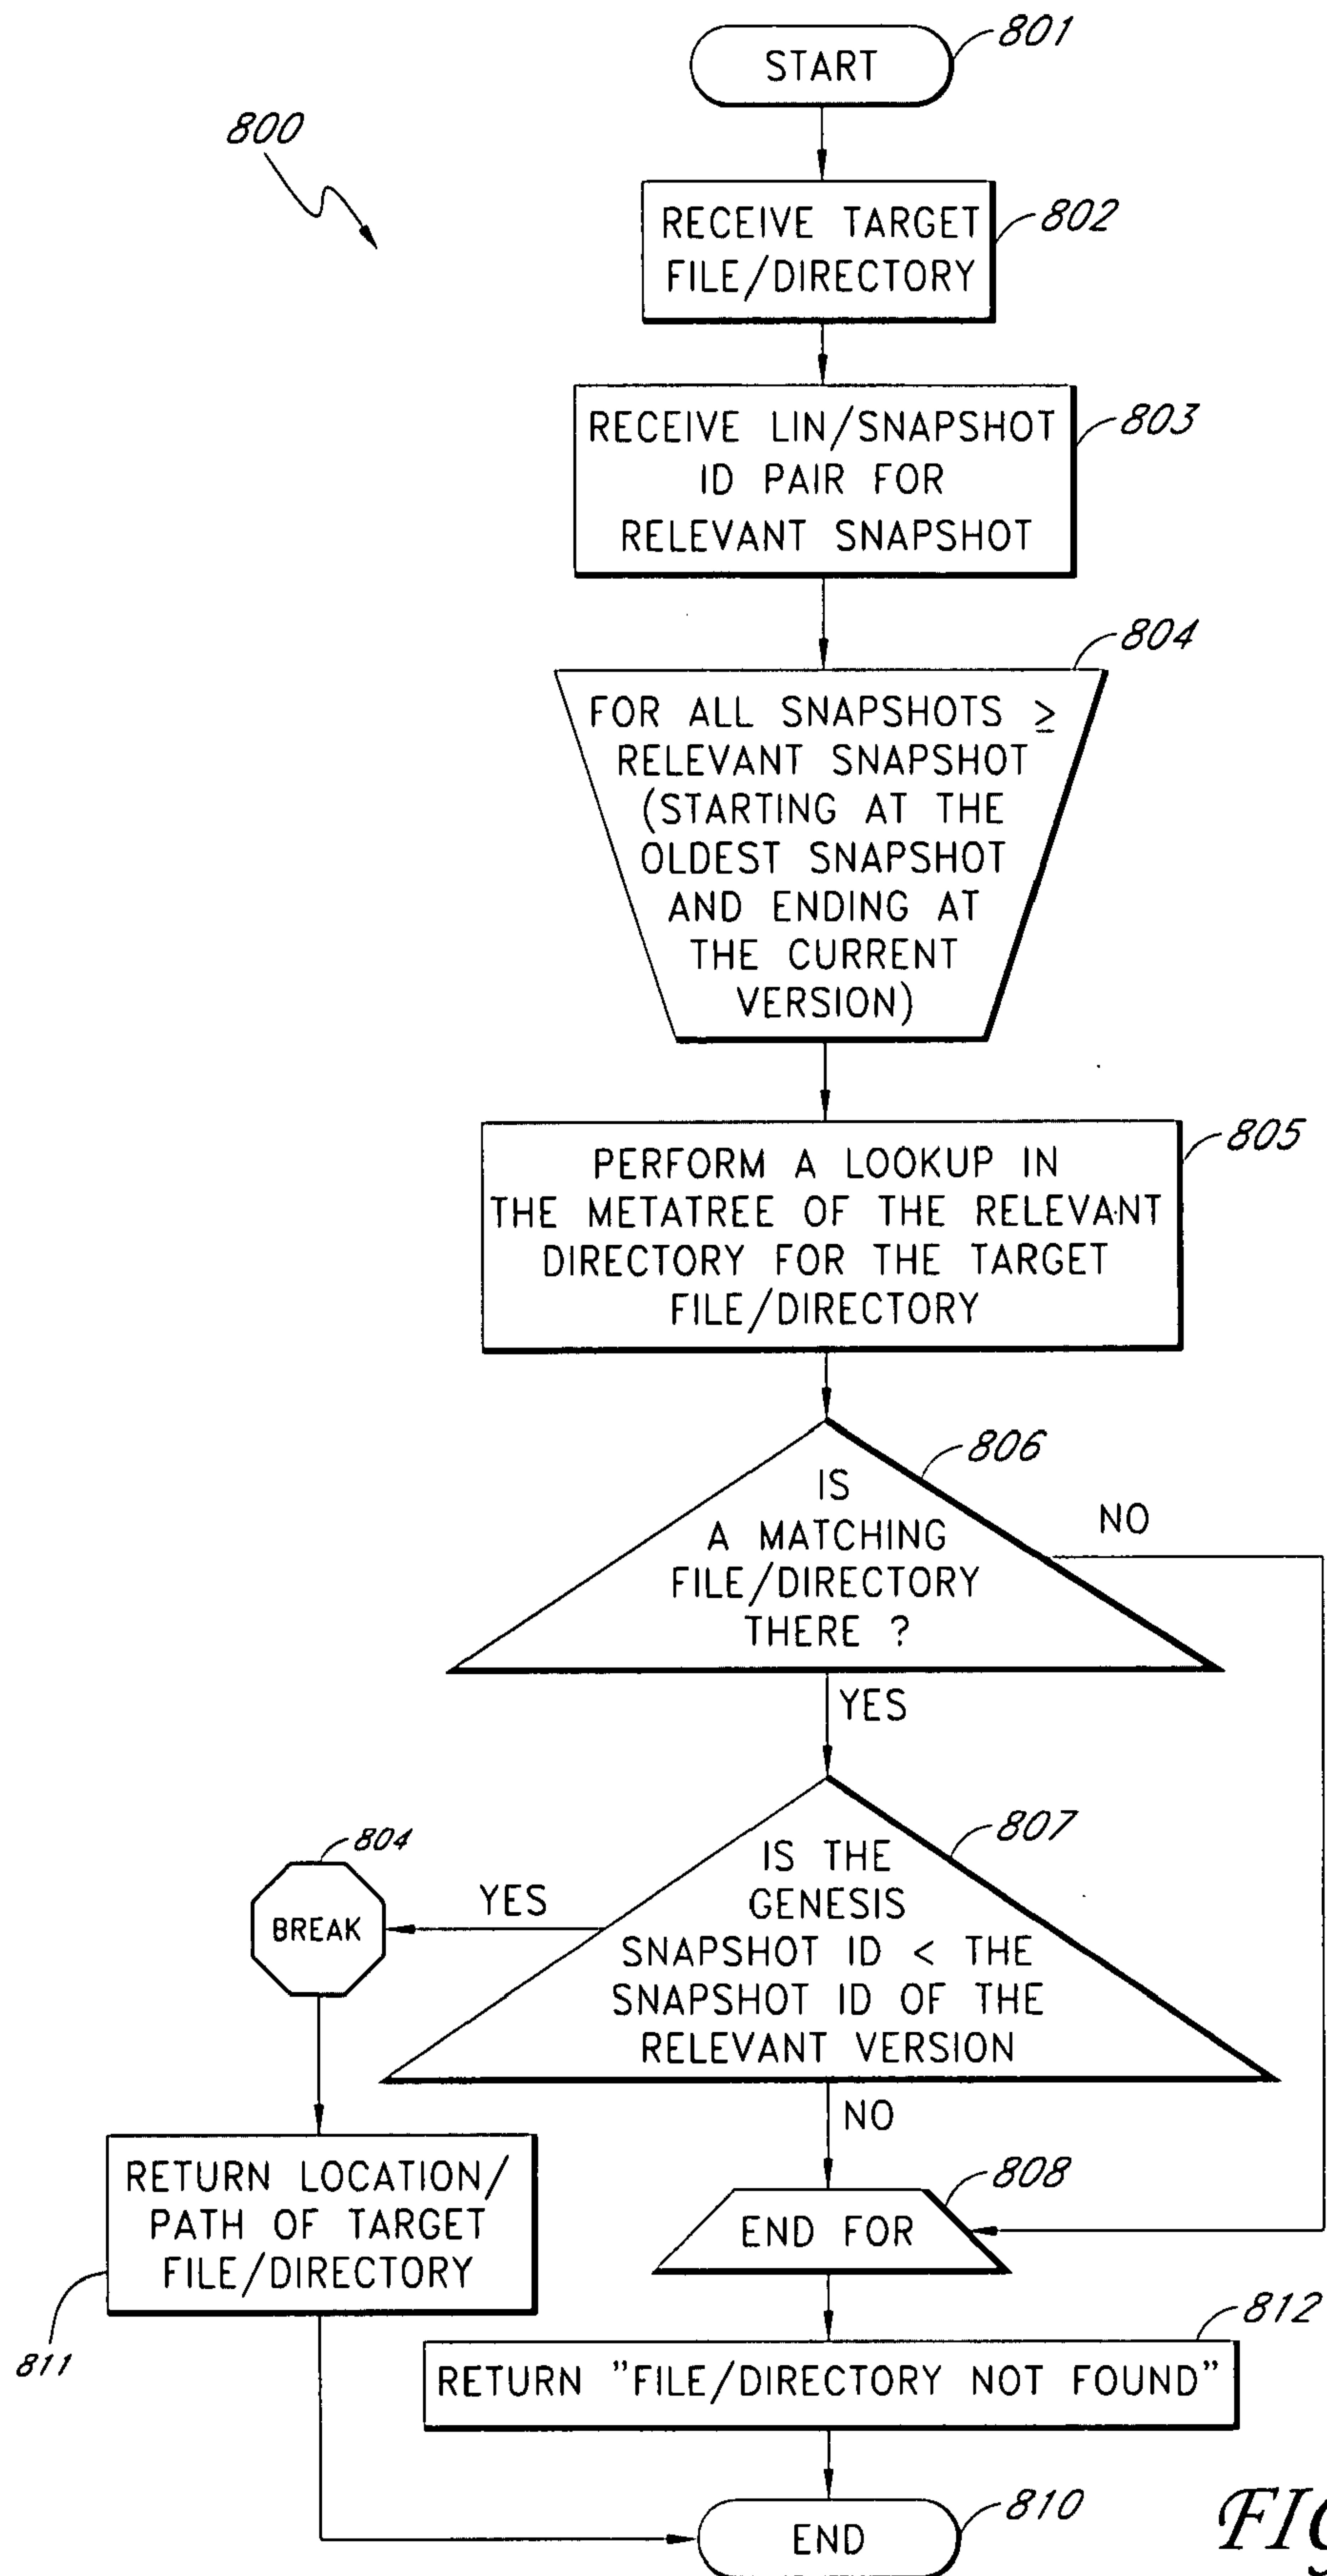 801
START
800
802
RECEIVE TARGET
FILE/DIRECTORY
803
RECEIVE LIN/SNAPSHOT
ID PAIR FOR
RELEVANT SNAPSHOT
804
FOR ALL SNAPSHOTS ≥
RELEVANT SNAPSHOT
(STARTING AT THE
OLDEST SNAPSHOT
AND ENDING AT
THE CURRENT
VERSION)
805
PERFORM A LOOKUP IN
THE METATREE OF THE RELEVANT
DIRECTORY FOR THE TARGET
FILE/DIRECTORY
806
IS
A MATCHING
FILE/DIRECTORY
THERE ?
NO
YES
807
IS THE
GENESIS
SNAPSHOT ID < THE
SNAPSHOT ID OF THE
RELEVANT VERSION
804
BREAK
YES
NO
808
END FOR
RETURN LOCATION/
PATH OF TARGET
FILE/DIRECTORY
811
812
RETURN "FILE/DIRECTORY NOT FOUND"
810
END